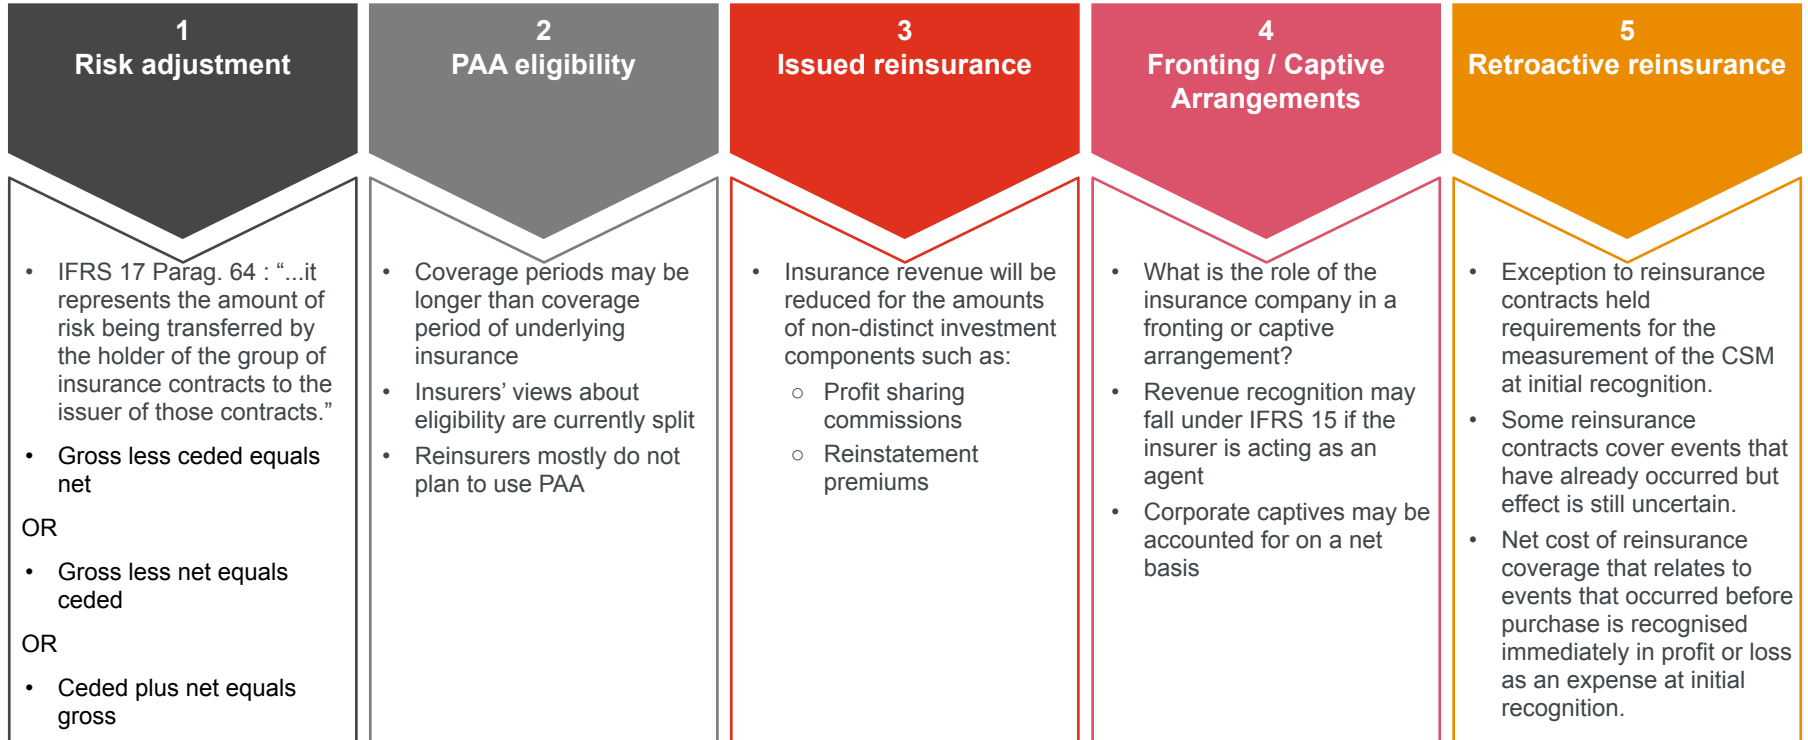 1
Risk adjustment
• IFRS 17 Parag. 64 : “...it
represents the amount of
risk being transferred by
the holder of the group of
insurance contracts to the
issuer of those contracts.”
• Gross less ceded equals
net
OR
• Gross less net equals
ceded
OR
• Ceded plus net equals
gross
2
PAA eligibility
• Coverage periods may be
longer than coverage
period of underlying
insurance
• Insurers’ views about
eligibility are currently split
• Reinsurers mostly do not
plan to use PAA
3
Issued reinsurance
• Insurance revenue will be
reduced for the amounts
of non-distinct investment
components such as:
○ Profit sharing
commissions
○ Reinstatement
premiums
4
Fronting / Captive
Arrangements
• What is the role of the
insurance company in a
fronting or captive
arrangement?
• Revenue recognition may
fall under IFRS 15 if the
insurer is acting as an
agent
• Corporate captives may be
accounted for on a net
basis
5
Retroactive reinsurance
• Exception to reinsurance
contracts held
requirements for the
measurement of the CSM
at initial recognition.
• Some reinsurance
contracts cover events that
have already occurred but
effect is still uncertain.
• Net cost of reinsurance
coverage that relates to
events that occurred before
purchase is recognised
immediately in profit or loss
as an expense at initial
recognition.